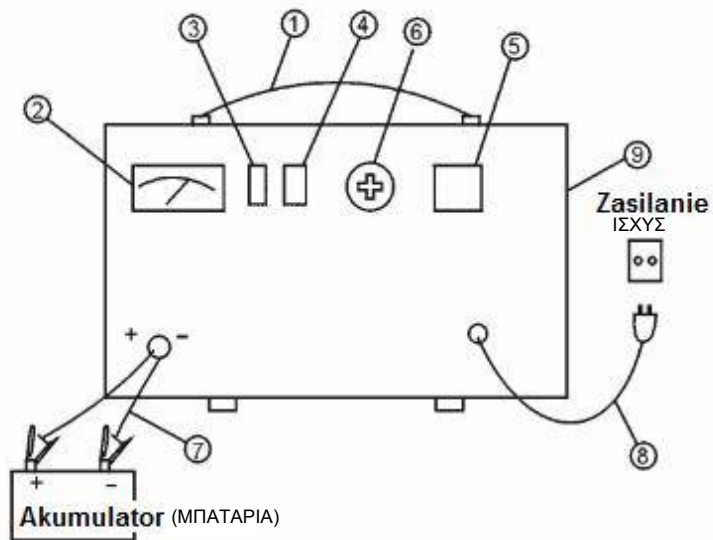 ① ④ ⑥
③ ⑤
②
⑨
Zasilanie
ΙΣΧΥΣ
+ −
⑦
⑧
+ −
Akumulator (ΜΠΑΤΑΡΙΑ)